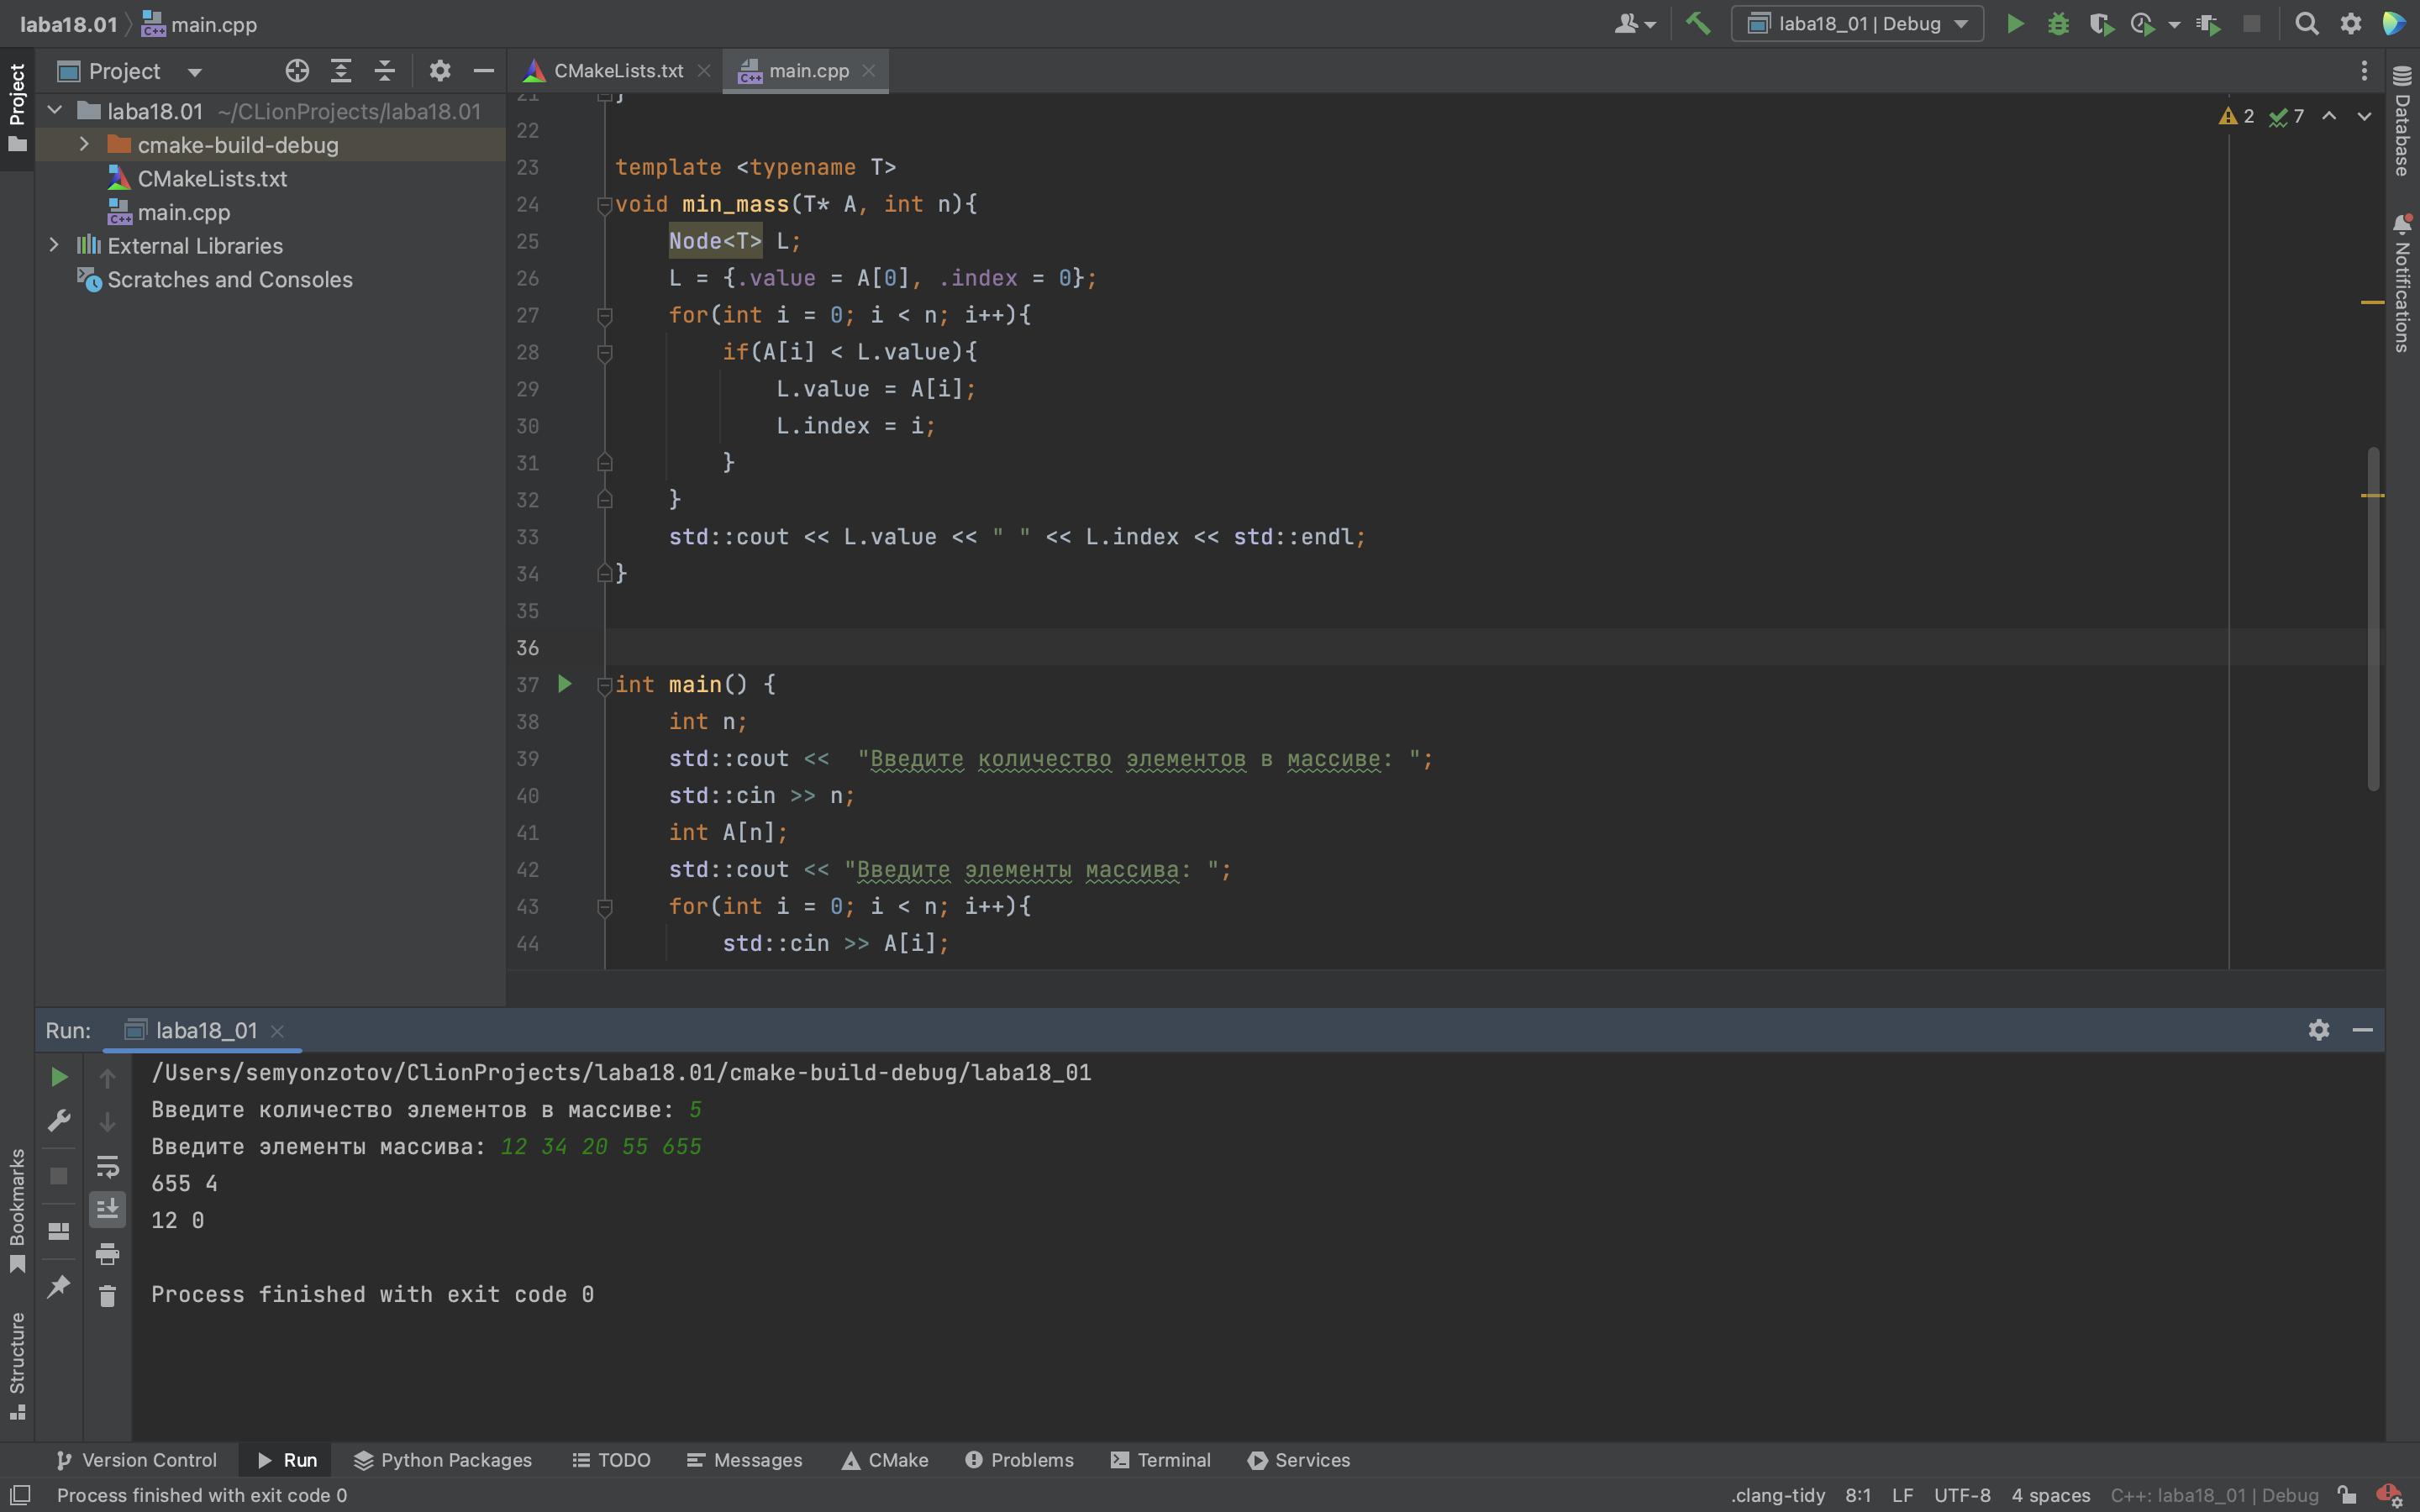 laba18.01 main.cpp
laba18_01 | Debug
Project
CMakeLists.txt
main.cpp
Project
laba18.01 ~/CLionProjects/laba18.01
cmake-build-debug
CMakeLists.txt
main.cpp
External Libraries
Scratches and Consoles
2 7
Database
Notifications
21 }
22
23 template <typename T>
24 void min_mass(T* A, int n){
25 Node<T> L;
26 L = {.value = A[0], .index = 0};
27 for(int i = 0; i < n; i++){
28 if(A[i] < L.value){
29 L.value = A[i];
30 L.index = i;
31 }
32 }
33 std::cout << L.value << " " << L.index << std::endl;
34 }
35
36
37 int main() {
38 int n;
39 std::cout <<  "Введите количество элементов в массиве: ";
40 std::cin >> n;
41 int A[n];
42 std::cout << "Введите элементы массива: ";
43 for(int i = 0; i < n; i++){
44 std::cin >> A[i];
Run: laba18_01
/Users/semyonzotov/ClionProjects/laba18.01/cmake-build-debug/laba18_01
Введите количество элементов в массиве: 5
Введите элементы массива: 12 34 20 55 655
655 4
12 0
Process finished with exit code 0
Bookmarks
Structure
Version Control Run Python Packages TODO Messages CMake Problems Terminal Services
Process finished with exit code 0
.clang-tidy 8:1 LF UTF-8 4 spaces C++: laba18_01 | Debug